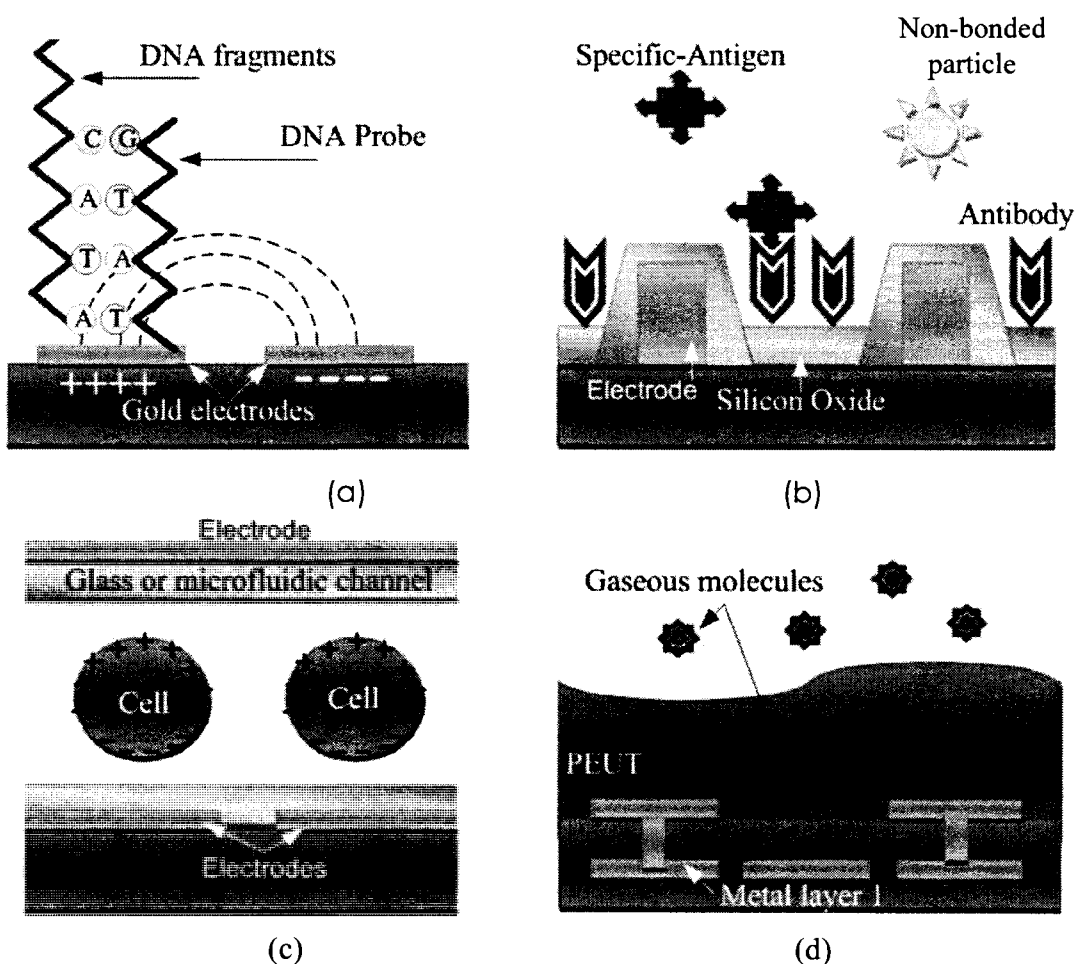 DNA fragments
C G
DNA Probe
A T
T A
A T
++++
----
Gold electrodes
(a)
Specific-Antigen
Non-bonded
particle
Antibody
Electrode
Silicon Oxide
(b)
Electrode
Glass or microfluidic channel
Cell
Cell
Electrodes
(c)
Gaseous molecules
PEUT
Metal layer 1
(d)